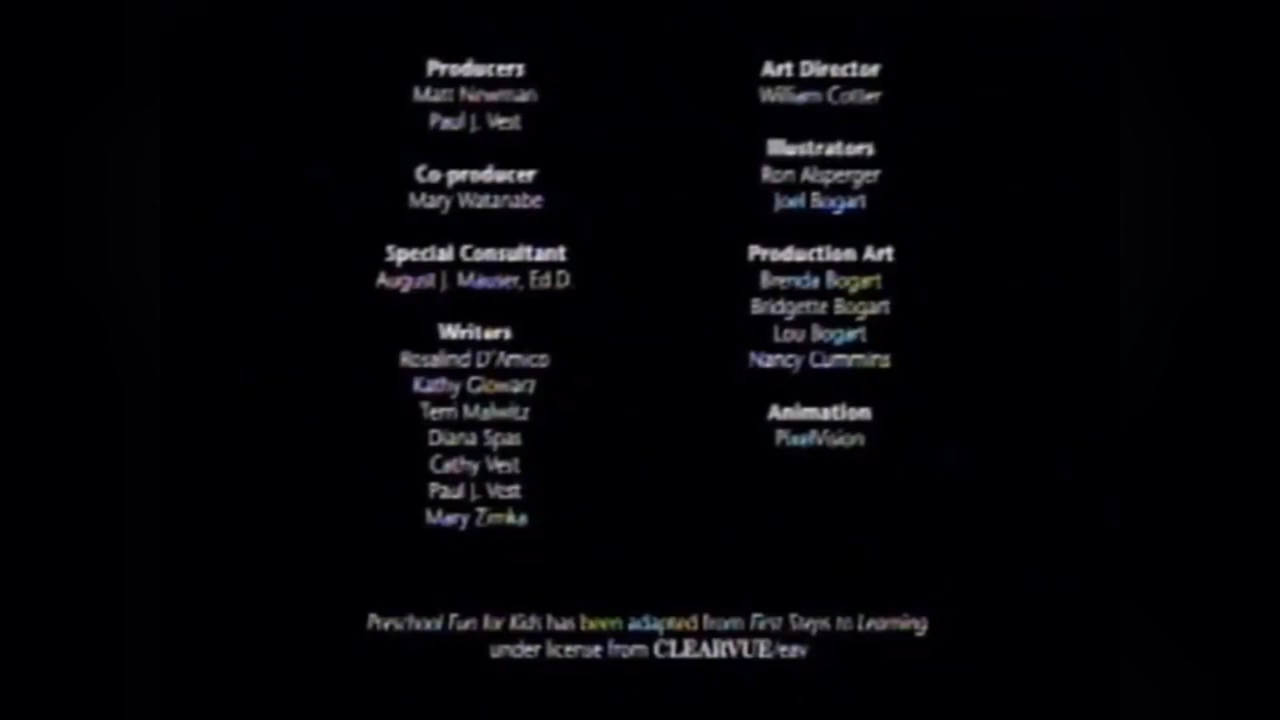 Producers
Matt Newman
Paul J. Vest
Co-producer
Mary Watanabe
Special Consultant
August J. Mauser, Ed.D.
Writers
Rosalind D'Amico
Kathy Glowarz
Terri Malwitz
Diana Spas
Cathy Vest
Paul J. Vest
Mary Zimka
Art Director
William Cotter
Illustrators
Ron Alsperger
Joel Bogart
Production Art
Brenda Bogart
Bridgette Bogart
Lou Bogart
Nancy Cummins
Animation
PixelVision
Preschool Fun for Kids has been adapted from First Steps to Learning
under license from CLEARVUE/eav